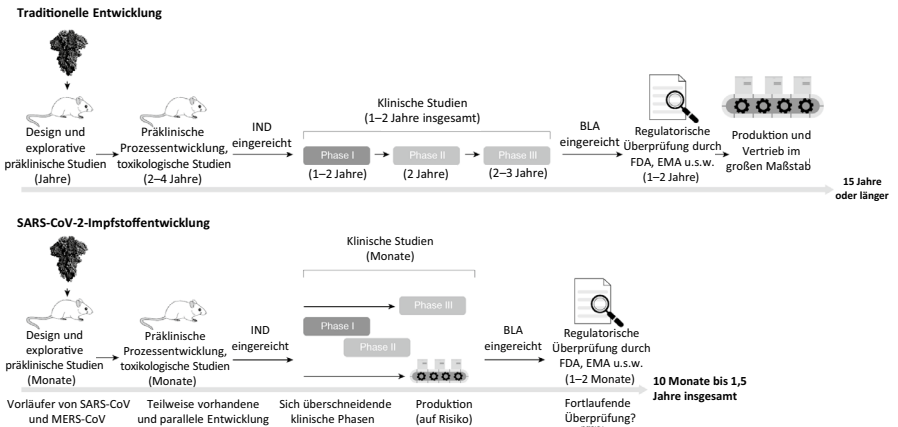 Traditionelle Entwicklung
Design und
explorative
präklinische Studien
(Jahre)
Präklinische
Prozessentwicklung,
toxikologische Studien
(2–4 Jahre)
IND
eingereicht
Klinische Studien
(1–2 Jahre insgesamt)
Phase I
Phase II
Phase III
(1–2 Jahre)
(2 Jahre)
(2–3 Jahre)
BLA
eingereicht
Regulatorische
Überprüfung durch
FDA, EMA u.s.w.
(1–2 Jahre)
Produktion und
Vertrieb im
großen Maßstab
15 Jahre
oder länger
SARS-CoV-2-Impfstoffentwicklung
Design und
explorative
präklinische Studien
(Monate)
Präklinische
Prozessentwicklung,
toxikologische Studien
(Monate)
IND
eingereicht
Klinische Studien
(Monate)
Phase III
Phase I
Phase II
BLA
eingereicht
Regulatorische
Überprüfung durch
FDA, EMA u.s.w.
(1–2 Monate)
10 Monate bis 1,5
Jahre insgesamt
Vorläufer von SARS-CoV
und MERS-CoV
Teilweise vorhandene
und parallele Entwicklung
Sich überschneidende
klinische Phasen
Produktion
(auf Risiko)
Fortlaufende
Überprüfung?